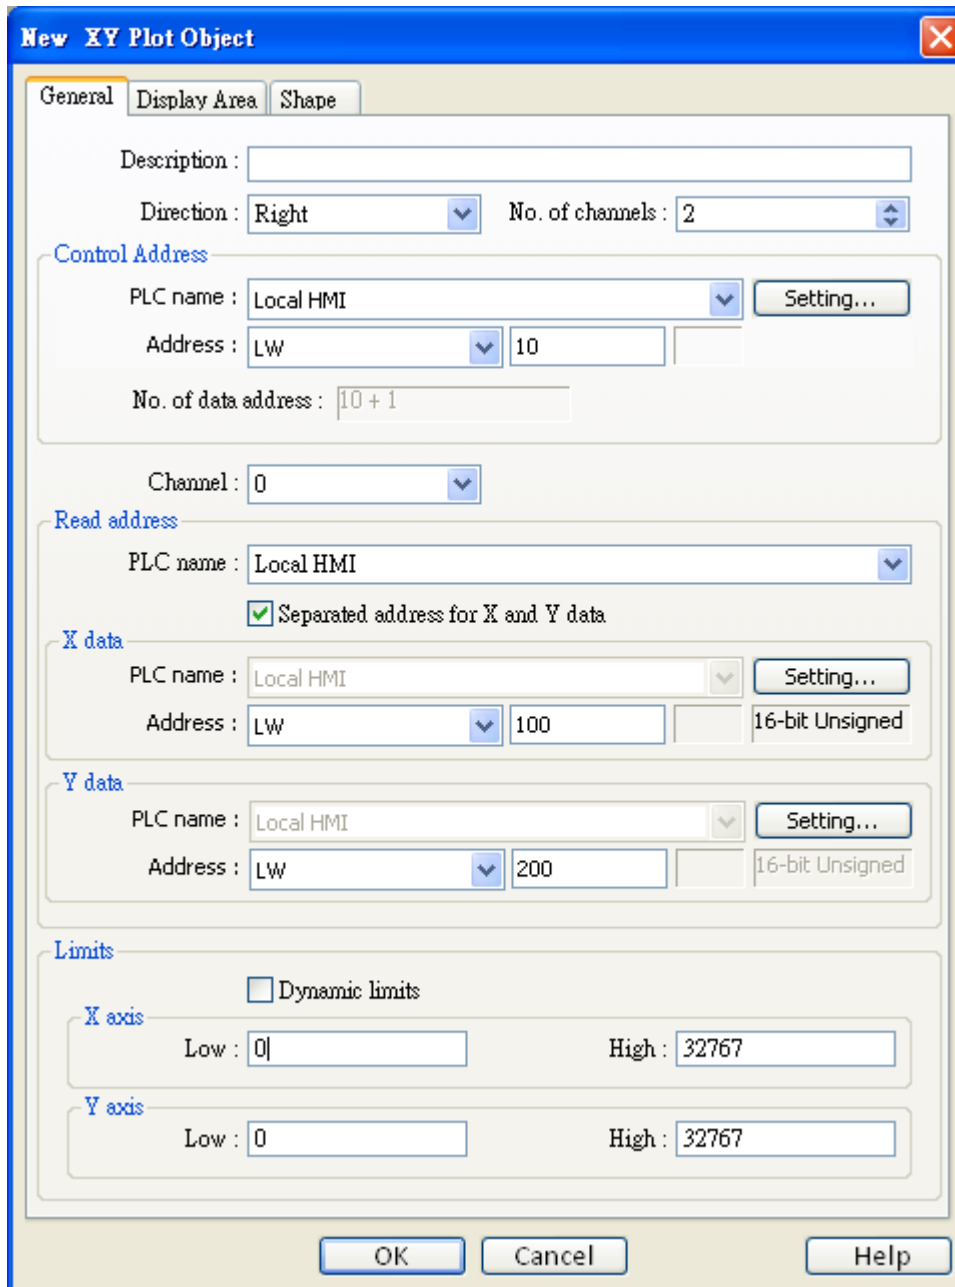 New XY Plot Object
General Display Area Shape
Description :
Direction : Right No. of channels : 2
Control Address
PLC name : Local HMI Setting...
Address : LW 10
No. of data address : 10 + 1
Channel : 0
Read address
PLC name : Local HMI
Separated address for X and Y data
X data
PLC name : Local HMI Setting...
Address : LW 100 16-bit Unsigned
Y data
PLC name : Local HMI Setting...
Address : LW 200 16-bit Unsigned
Limits
Dynamic limits
X axis
Low : 0 High : 32767
Y axis
Low : 0 High : 32767
OK Cancel Help